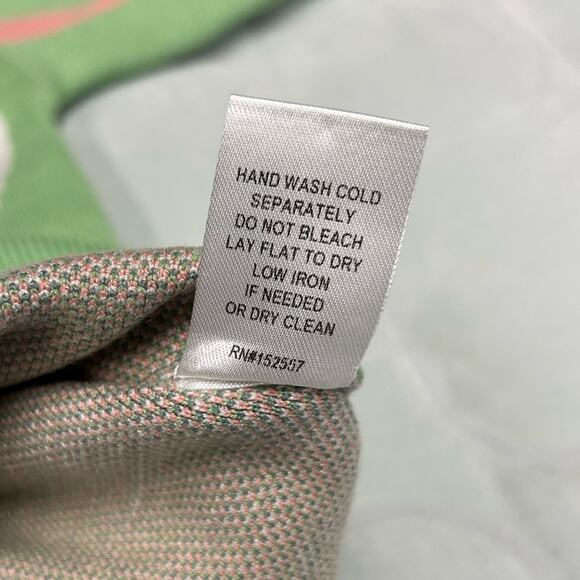 HAND WASH COLD
SEPARATELY
DO NOT BLEACH
LAY FLAT TO DRY
LOW IRON
IF NEEDED
OR DRY CLEAN
RN#152557